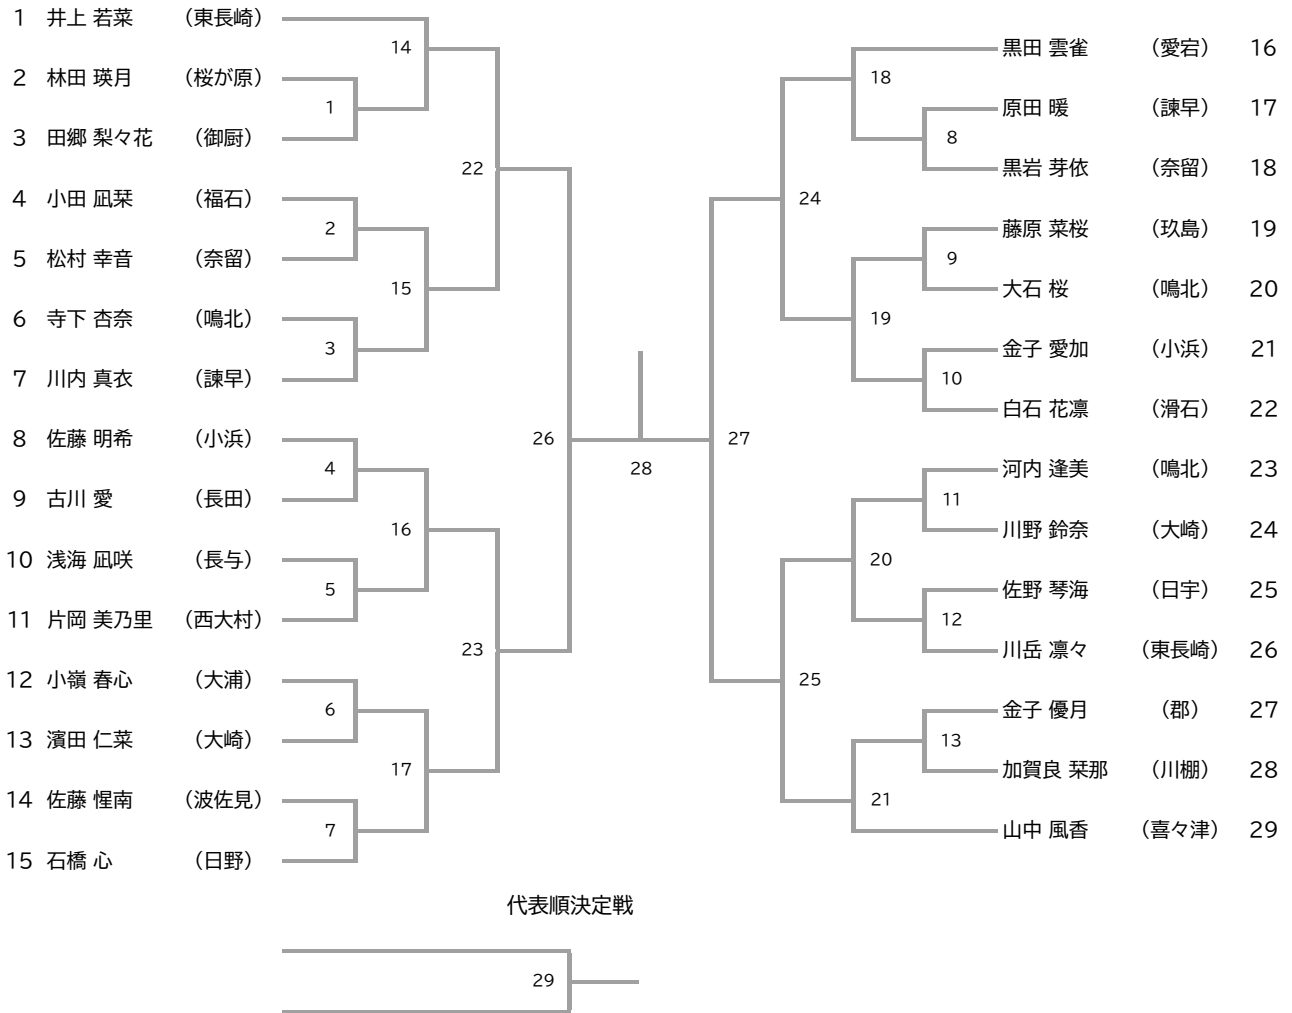 1 井上 若菜 （東長崎）
2 林田 瑛月 （桜が原）
3 田郷 梨々花 （御厨）
4 小田 凪栞 （福石）
5 松村 幸音 （奈留）
6 寺下 杏奈 （鳴北）
7 川内 真衣 （諫早）
8 佐藤 明希 （小浜）
9 古川 愛 （長田）
10 浅海 凪咲 （長与）
11 片岡 美乃里 （西大村）
12 小嶺 春心 （大浦）
13 濱田 仁菜 （大崎）
14 佐藤 惺南 （波佐見）
15 石橋 心 （日野）
1
2
3
4
5
6
7
14
15
16
17
22
23
26
28
27
24
25
18
19
20
21
8
9
10
11
12
13
黒田 雲雀 （愛宕） 16
原田 暖 （諫早） 17
黒岩 芽依 （奈留） 18
藤原 菜桜 （玖島） 19
大石 桜 （鳴北） 20
金子 愛加 （小浜） 21
白石 花凛 （滑石） 22
河内 逢美 （鳴北） 23
川野 鈴奈 （大崎） 24
佐野 琴海 （日宇） 25
川岳 凛々 （東長崎） 26
金子 優月 （郡） 27
加賀良 栞那 （川棚） 28
山中 風香 （喜々津） 29
代表順決定戦
29